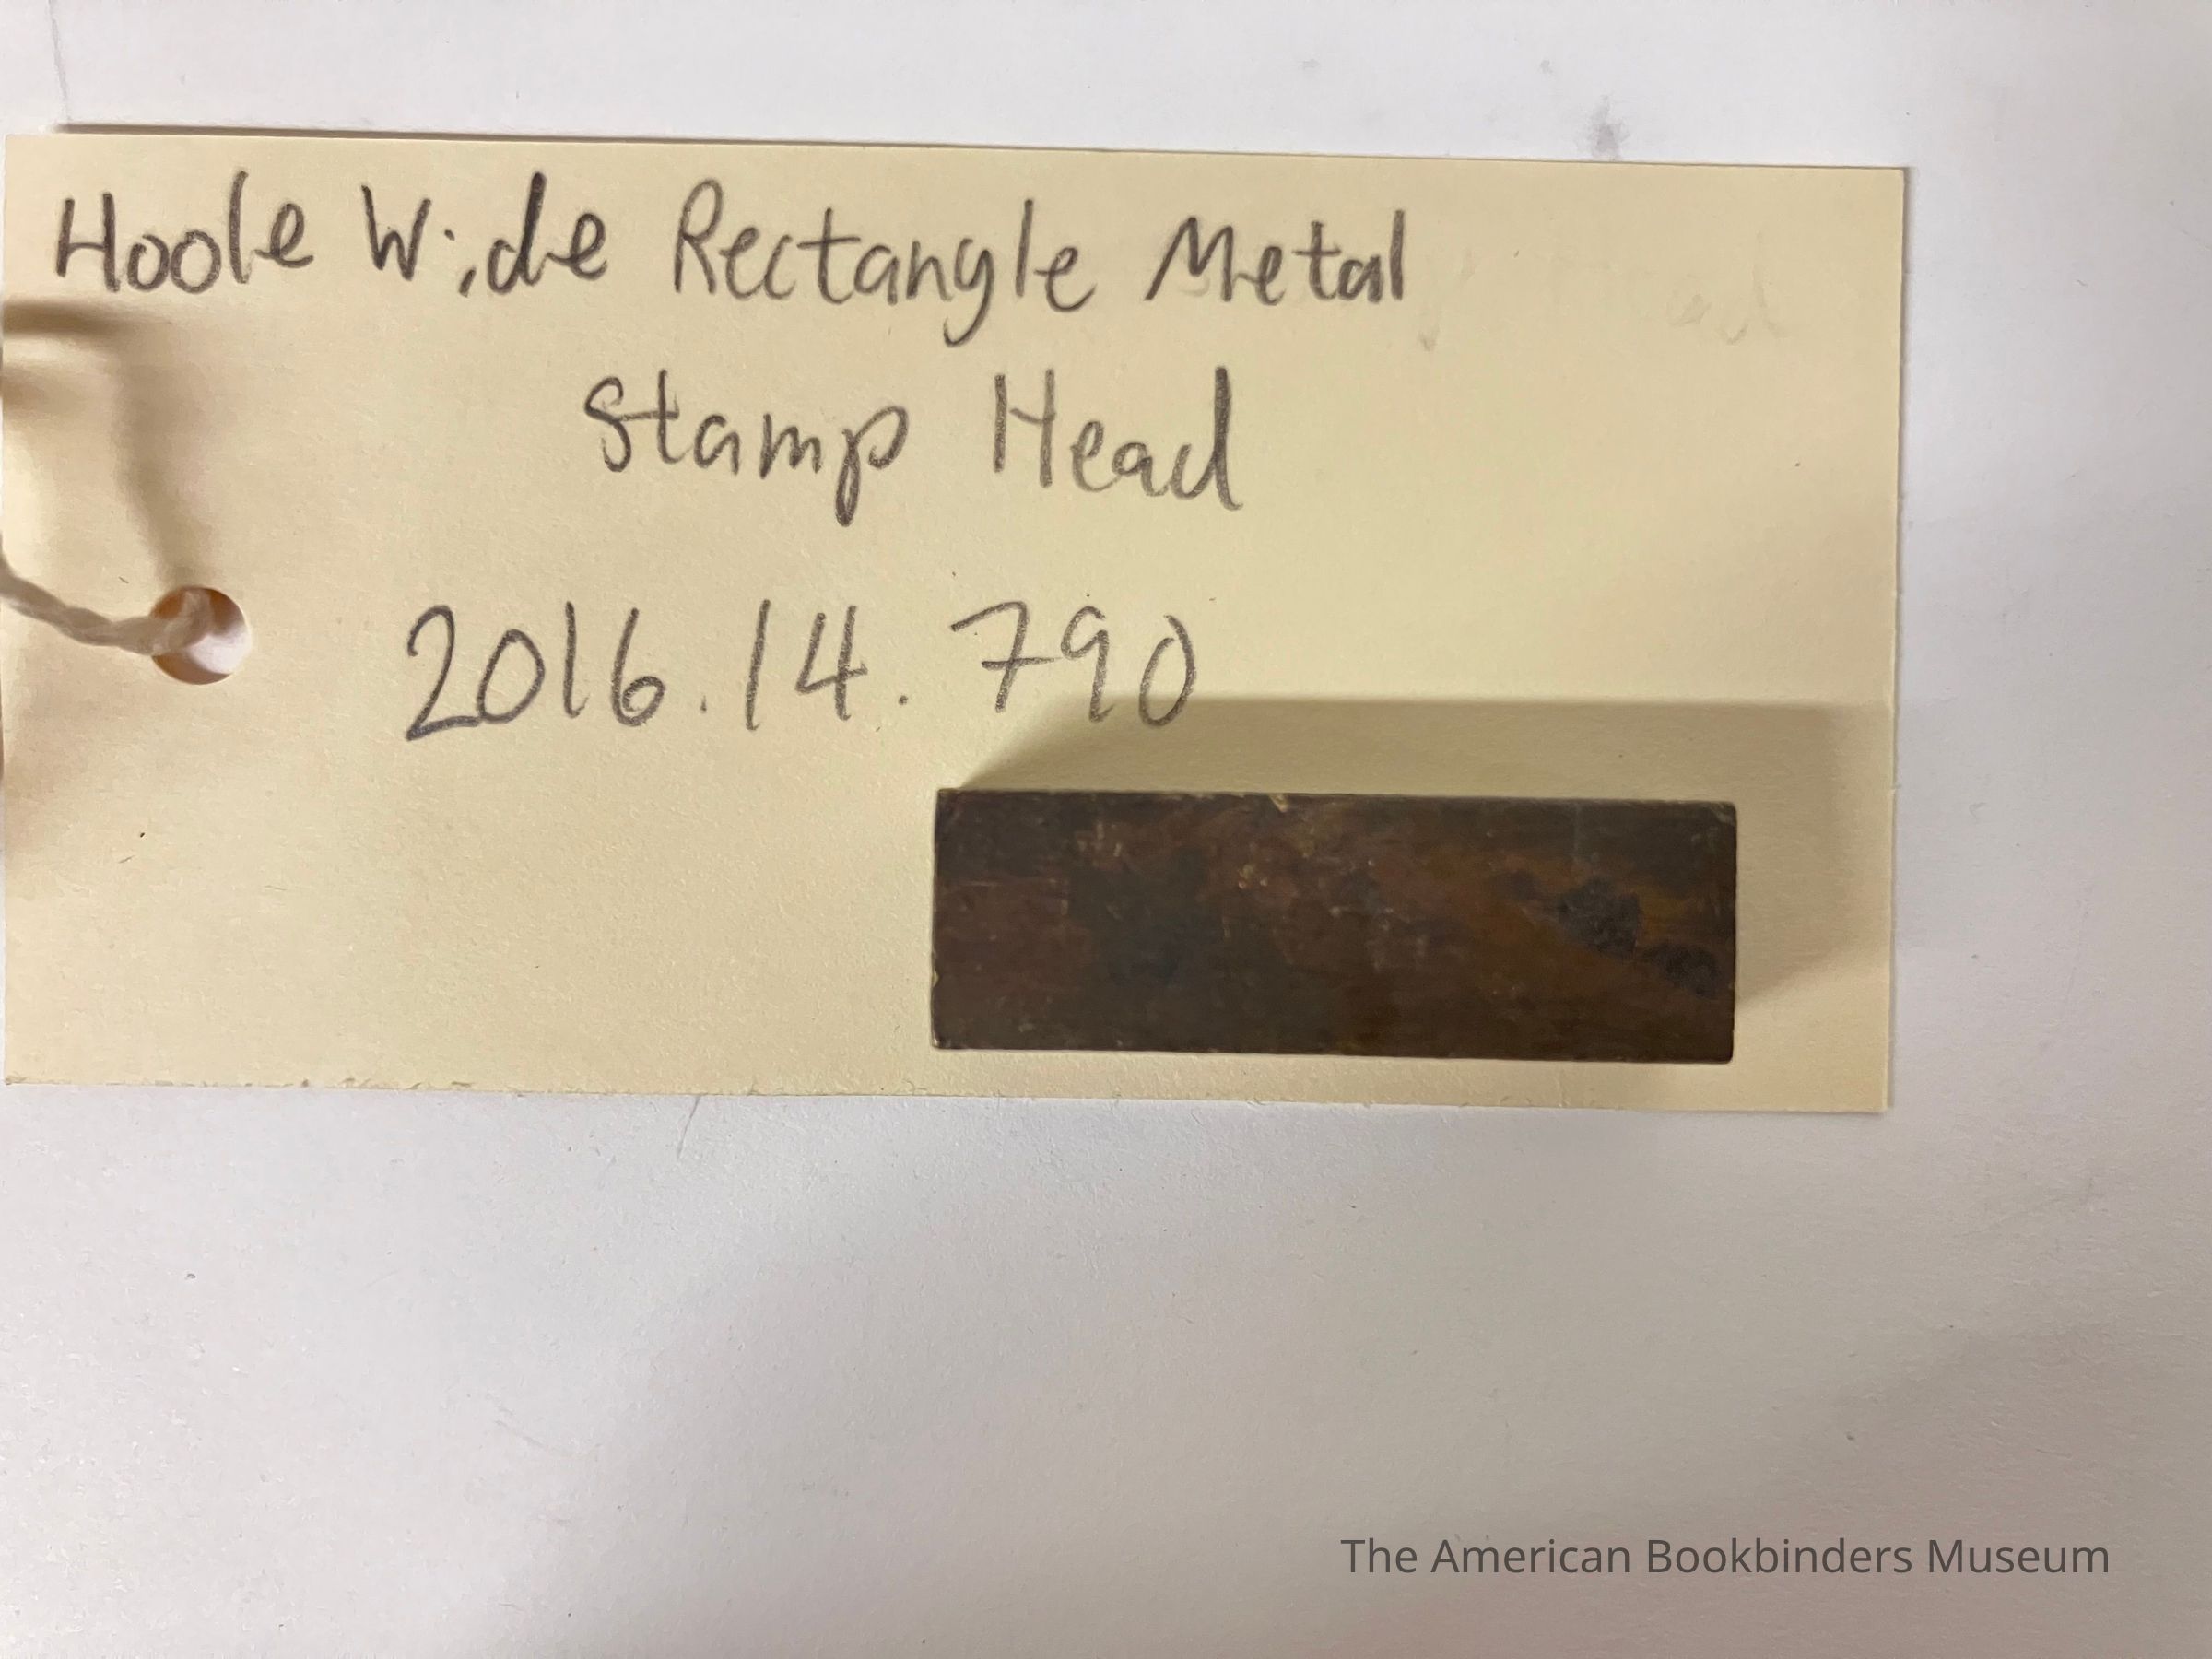 Hoole Wide Rectangle Metal
Stamp Head
2016.14.790
The American Bookbinders Museum